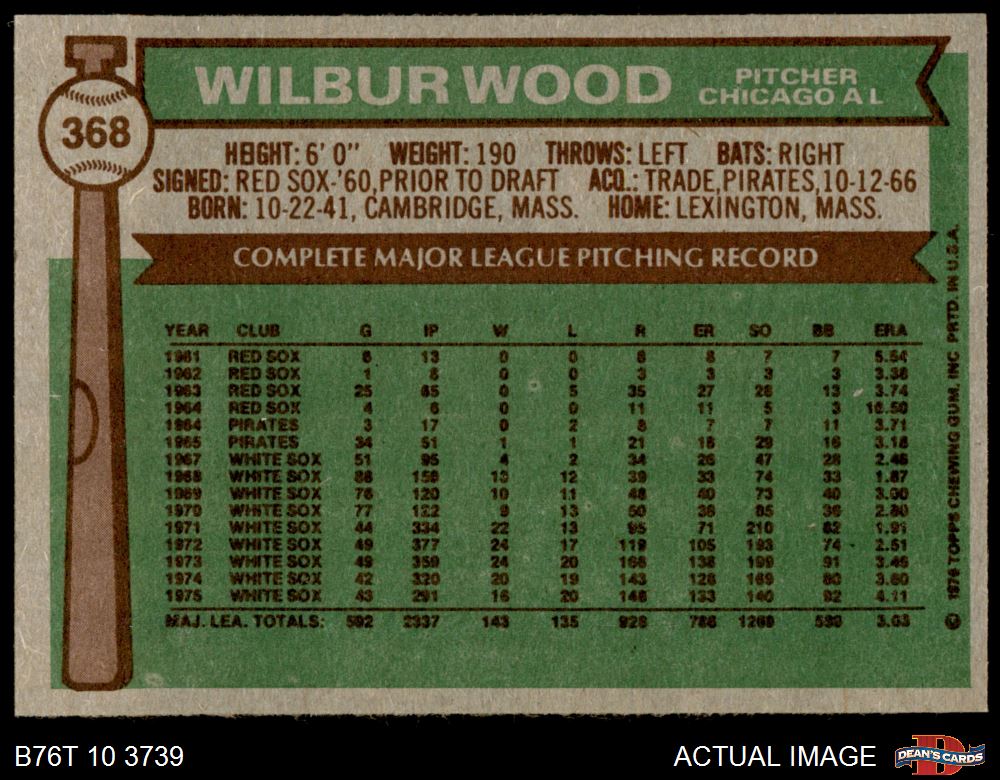 368
WILBUR WOOD
PITCHER
CHICAGO A L
HEIGHT: 6' 0" WEIGHT: 190 THROWS: LEFT BATS: RIGHT
SIGNED: RED SOX-'60, PRIOR TO DRAFT ACQ.: TRADE, PIRATES, 10-12-66
BORN: 10-22-41, CAMBRIDGE, MASS. HOME: LEXINGTON, MASS.
COMPLETE MAJOR LEAGUE PITCHING RECORD
YEAR CLUB G IP W L R ER SO BB ERA
1961 RED SOX 6 13 0 0 8 8 7 7 5.54
1962 RED SOX 1 8 0 0 3 3 3 3 3.38
1963 RED SOX 25 65 0 5 35 27 28 13 3.74
1964 RED SOX 4 6 0 0 11 11 5 3 16.50
1964 PIRATES 3 17 0 2 8 7 7 11 3.71
1965 PIRATES 34 51 1 1 21 18 29 16 3.18
1967 WHITE SOX 51 95 4 2 34 26 47 28 2.46
1968 WHITE SOX 88 159 13 12 39 33 74 33 1.87
1969 WHITE SOX 76 120 10 11 48 40 73 40 3.00
1970 WHITE SOX 77 122 9 13 50 38 85 36 2.80
1971 WHITE SOX 44 334 22 13 95 71 210 62 1.91
1972 WHITE SOX 49 377 24 17 119 105 193 74 2.51
1973 WHITE SOX 49 359 24 20 166 138 199 91 3.46
1974 WHITE SOX 42 320 20 19 143 128 169 80 3.60
1975 WHITE SOX 43 291 16 20 148 133 140 92 4.11
MAJ. LEA. TOTALS: 592 2337 143 135 928 786 1269 3.03
© 1976 TOPPS CHEWING GUM, INC. PRTD. IN U.S.A.
B76T 10 3739
ACTUAL IMAGE
DEAN'S CARDS